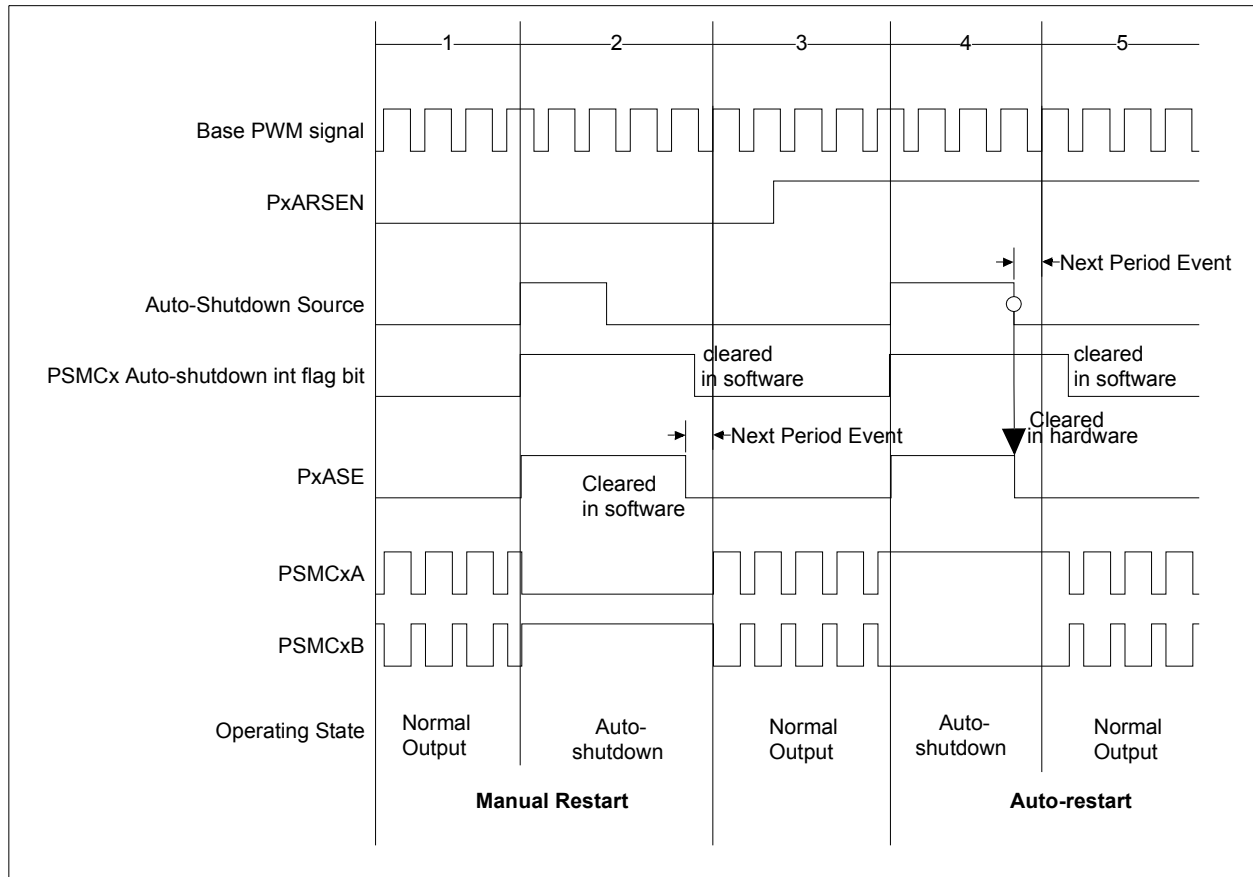 1
2
3
4
5
Base PWM signal
PxARSEN
Next Period Event
Auto-Shutdown Source
cleared
in software
cleared
in software
PSMCx Auto-shutdown int flag bit
Cleared
in hardware
Next Period Event
PxASE
Cleared
in software
PSMCxA
PSMCxB
Operating State
Normal
Output
Auto-
shutdown
Normal
Output
Auto-
shutdown
Normal
Output
Manual Restart
Auto-restart